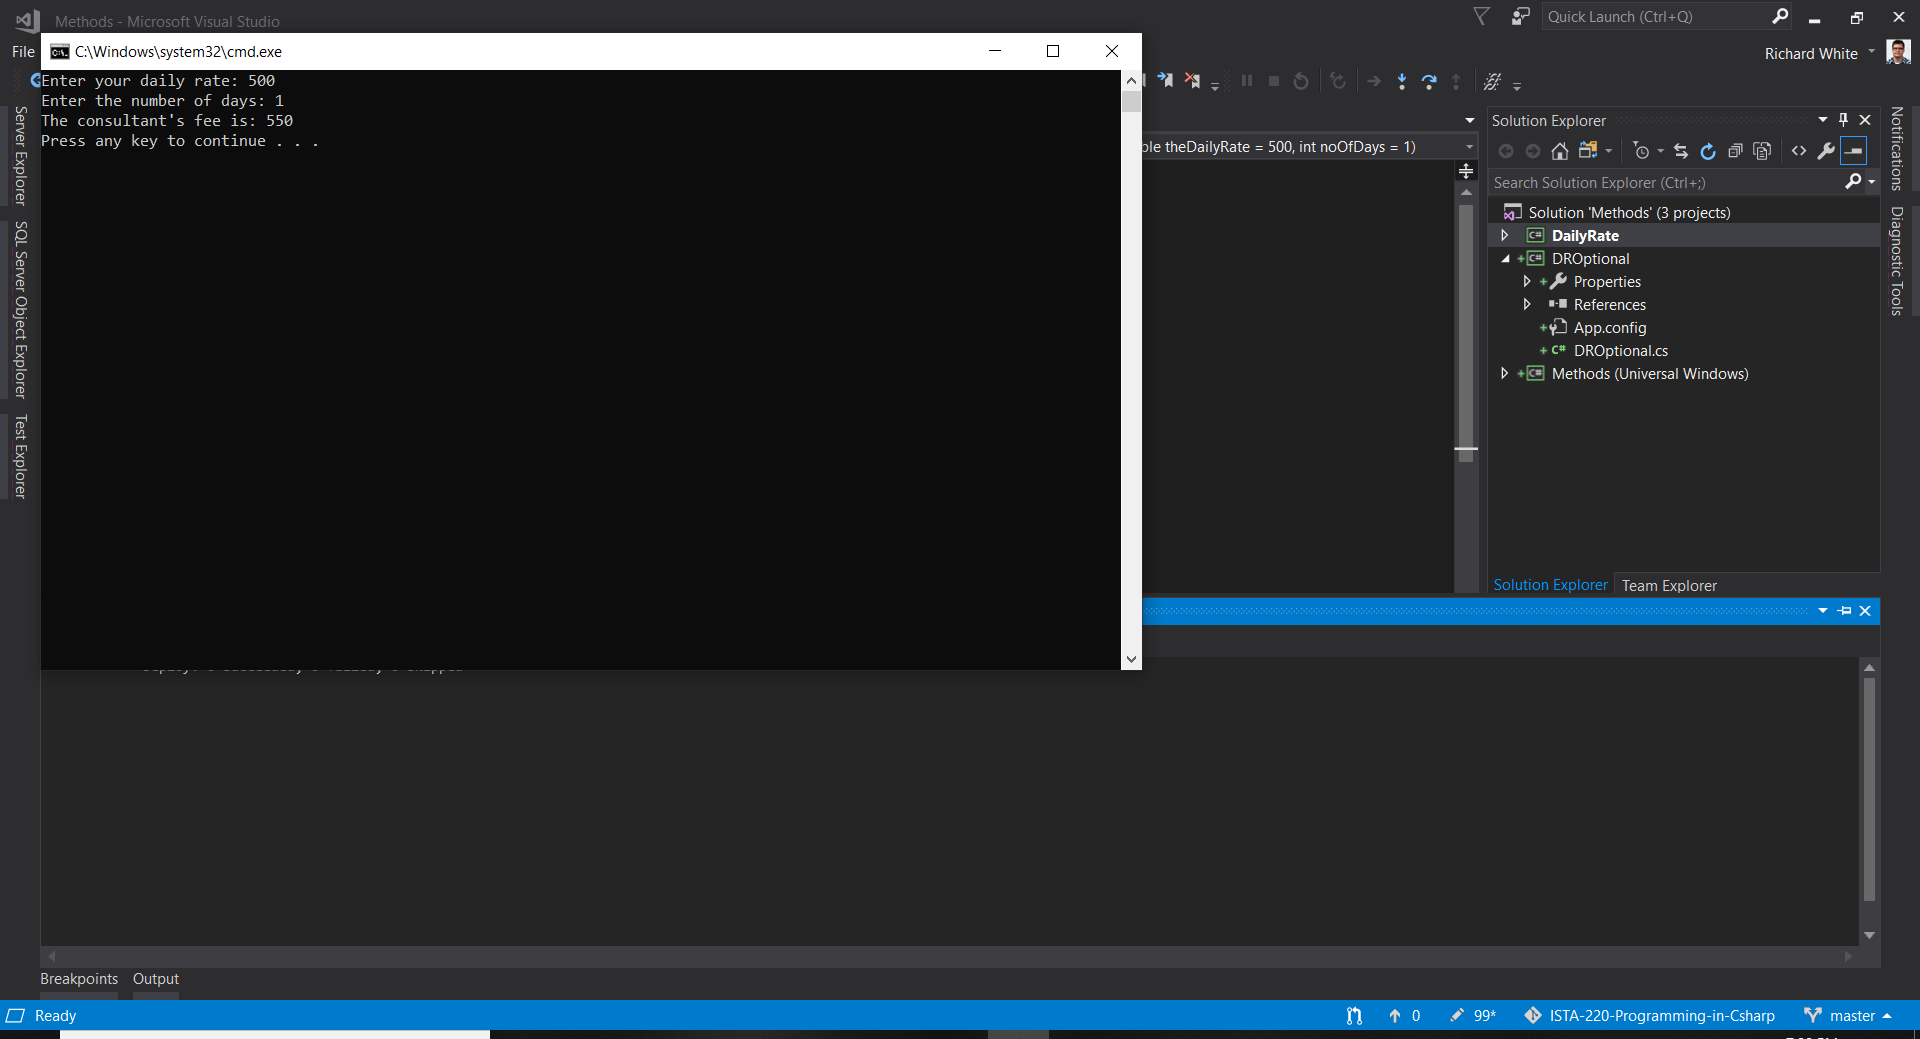 Methods - Microsoft Visual Studio
Quick Launch (Ctrl+Q)
File
C:\Windows\system32\cmd.exe
Richard White
Enter your daily rate: 500
Enter the number of days: 1
The consultant's fee is: 550
Press any key to continue . . .
ble theDailyRate = 500, int noOfDays = 1)
Solution Explorer
Search Solution Explorer (Ctrl+;)
Solution 'Methods' (3 projects)
DailyRate
DROptional
Properties
References
App.config
DROptional.cs
Methods (Universal Windows)
Solution Explorer
Team Explorer
Server Explorer
SQL Server Object Explorer
Test Explorer
Notifications
Diagnostic Tools
Breakpoints
Output
Ready
0
99*
ISTA-220-Programming-in-Csharp
master